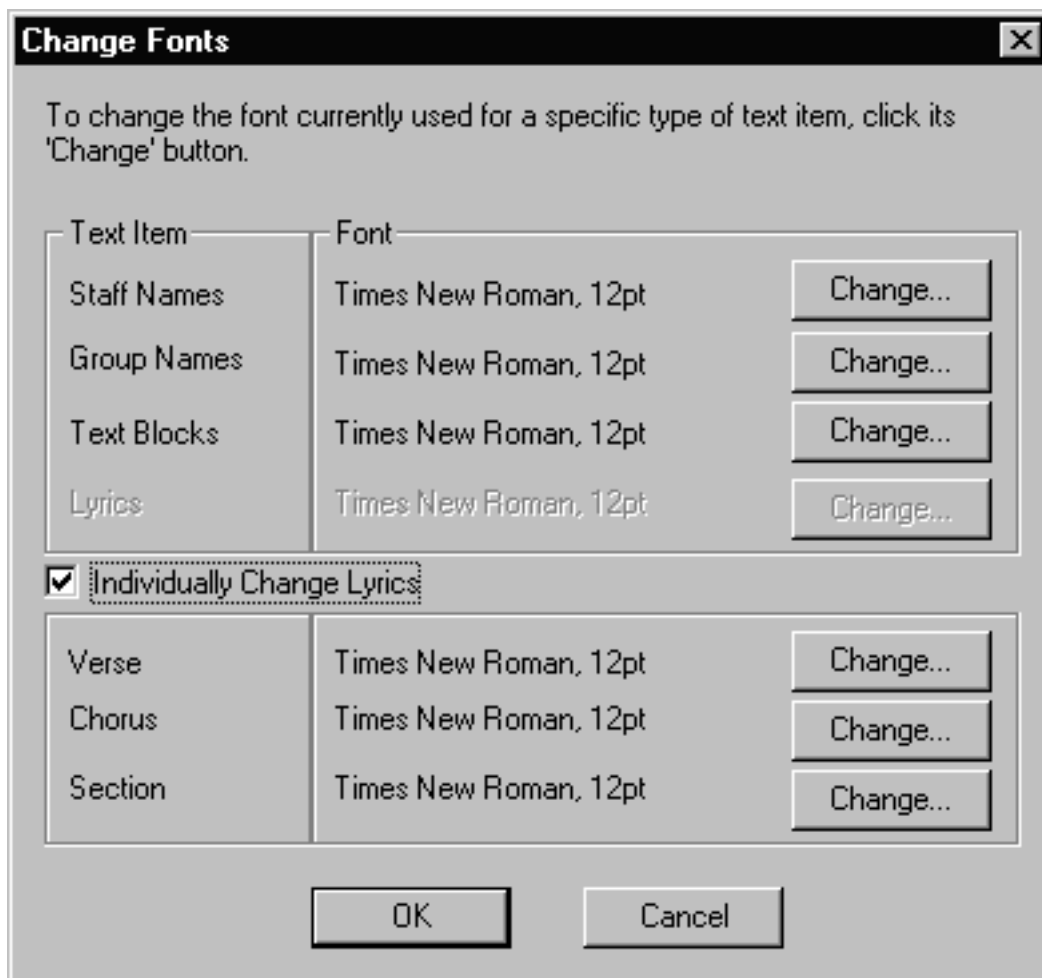 Change Fonts
To change the font currently used for a specific type of text item, click its
'Change' button.
Text Item Font
Staff Names Times New Roman, 12pt Change...
Group Names Times New Roman, 12pt Change...
Text Blocks Times New Roman, 12pt Change...
Lyrics Times New Roman, 12pt Change...
Individually Change Lyrics
Verse Times New Roman, 12pt Change...
Chorus Times New Roman, 12pt Change...
Section Times New Roman, 12pt Change...
OK Cancel